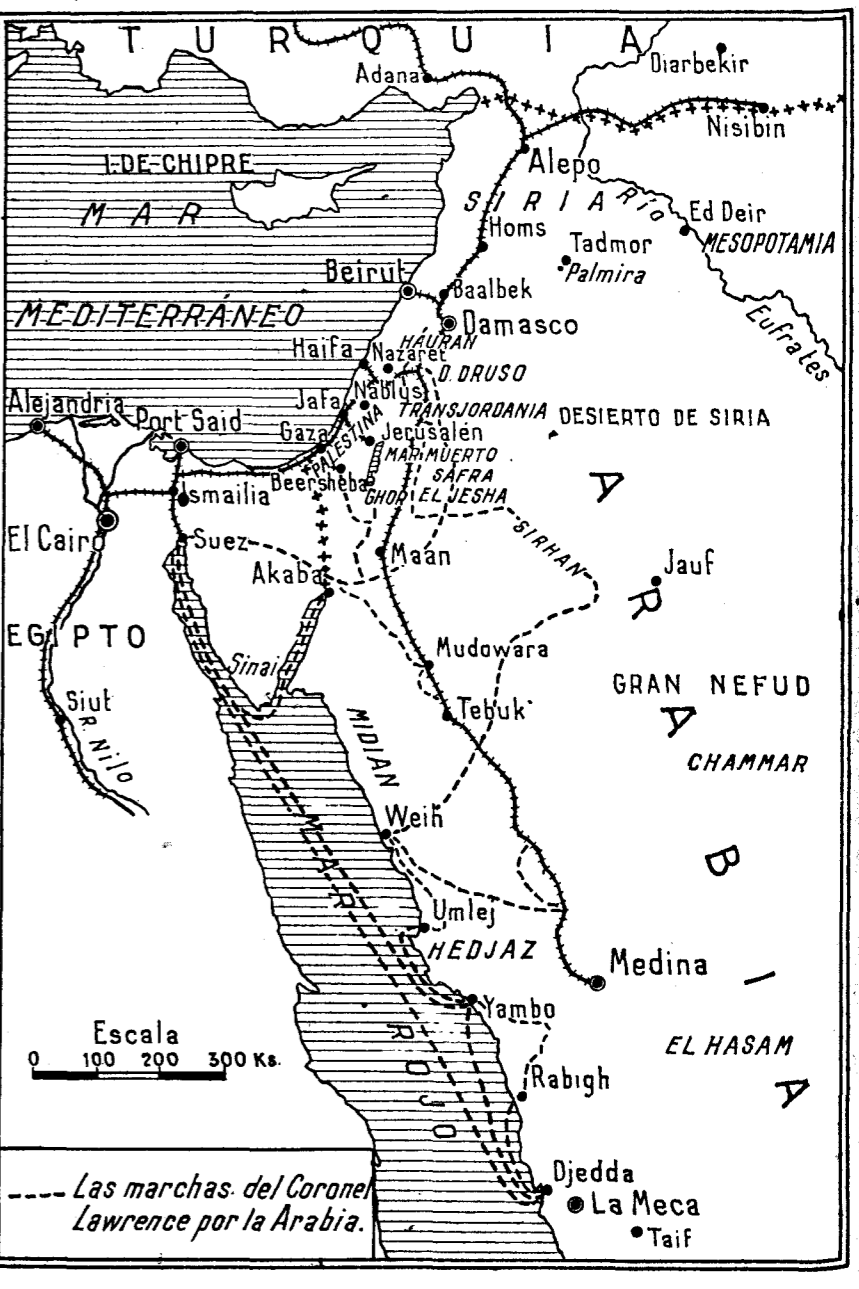 TURQUIA
Adana
Diarbekir
Nisibin
Alepo
I. DE CHIPRE
SIRIA
Río
MAR
Ed Deir
Homs
Tadmor
MESOPOTAMIA
Palmira
Beirut
Baalbek
MEDITERRÁNEO
Damasco
Eufrates
HÁURAN
Haifa
Nazaret
D. DRUSO
Nablys
Alejandria
Jafa
TRANSJORDANIA
DESIERTO DE SIRIA
Port Said
Gaza
PALESTINA
Jerusalén
MAR MUERTO
SAFRA
Beersheba
GHOR
EL JESHA
Ismailia
ARABIA
El Cairo
Suez
SIRHAN
Maan
Akaba
Jauf
EGIPTO
Mudowara
Sinai
GRAN NEFUD
Siut
R. Nilo
Tebuk
MIDIAN
CHAMMAR
Weih
MAR ROJO
Umlej
HEDJAZ
Medina
Yambo
Escala
0 100 200 300 Ks.
EL HASAM
Rabigh
Djedda
La Meca
Taif
Las marchas del Coronel
Lawrence por la Arabia.